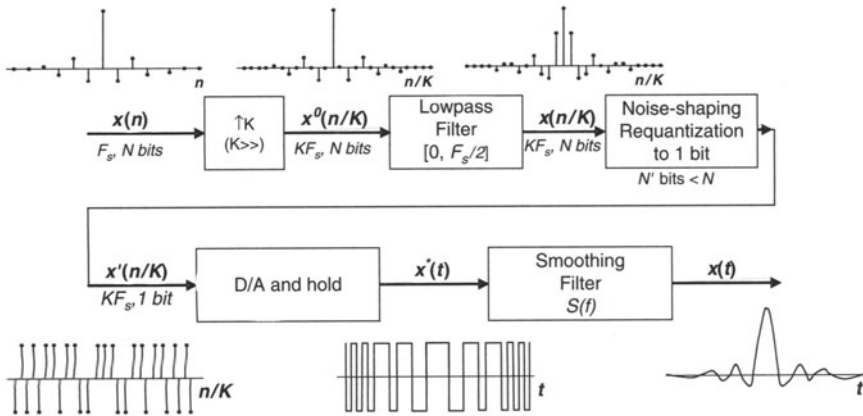 n
n/K
n/K
x(n)
F_s, N bits
↑K
(K>>)
x⁰(n/K)
KF_s, N bits
Lowpass
Filter
[0, F_s/2]
x(n/K)
KF_s, N bits
Noise-shaping
Requantization
to 1 bit
N' bits < N
x'(n/K)
KF_s, 1 bit
D/A and hold
x*(t)
Smoothing
Filter
S(f)
x(t)
n/K
t
t